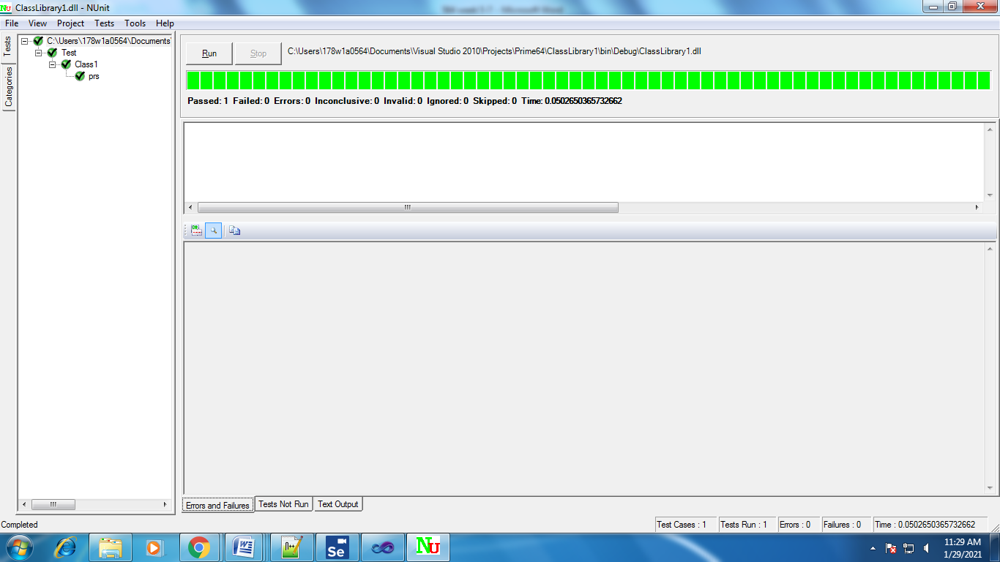 ClassLibrary1.dll - NUnit
File View Project Tests Tools Help
Tests
Categories
C:\Users\178w1a0564\Documents
Test
Class1
prs
Run Stop C:\Users\178w1a0564\Documents\Visual Studio 2010\Projects\Prime64\ClassLibrary1\bin\Debug\ClassLibrary1.dll
Passed: 1 Failed: 0 Errors: 0 Inconclusive: 0 Invalid: 0 Ignored: 0 Skipped: 0 Time: 0.0502650365732662
Errors and Failures Tests Not Run Text Output
Completed Test Cases : 1 Tests Run : 1 Errors : 0 Failures : 0 Time : 0.0502650365732662
11:29 AM
1/29/2021